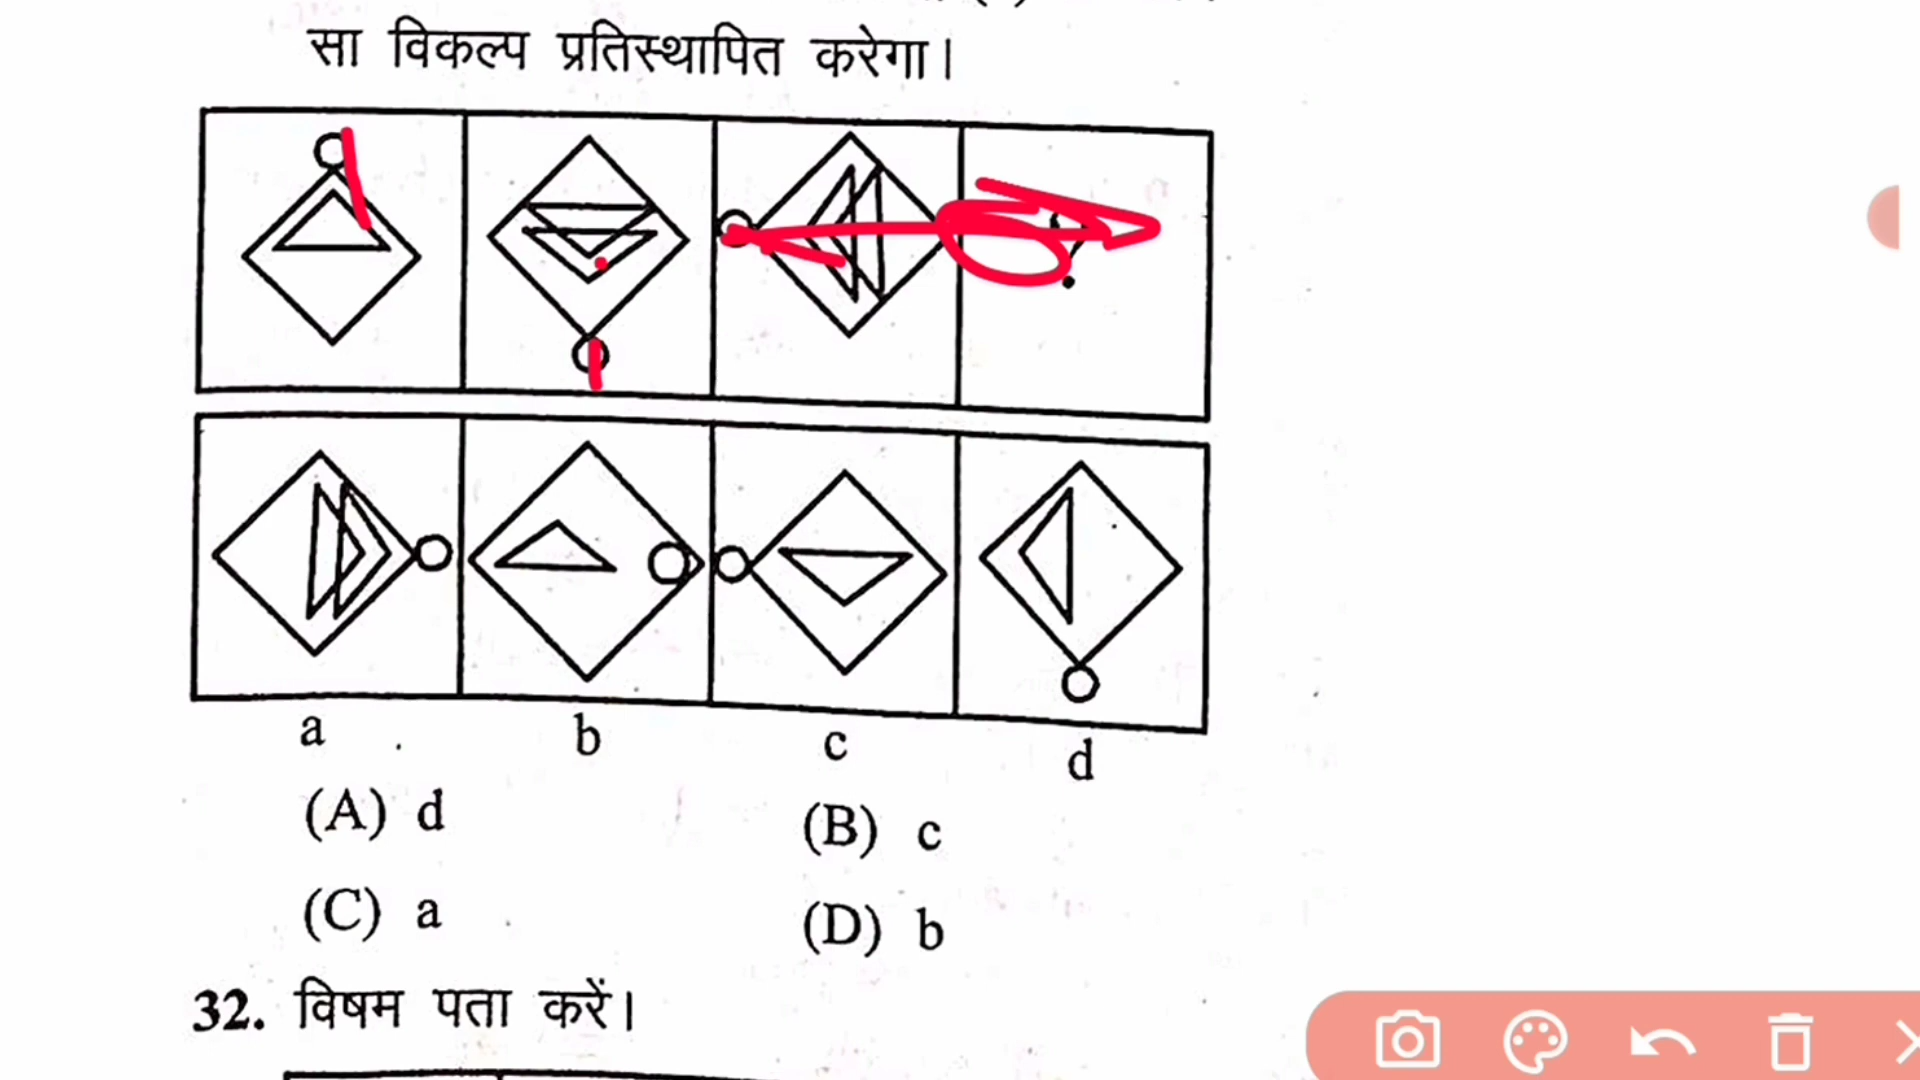 सा विकल्प प्रतिस्थापित करेगा।
a b c d
(A) d (B) c
(C) a (D) b
32. विषम पता करें।